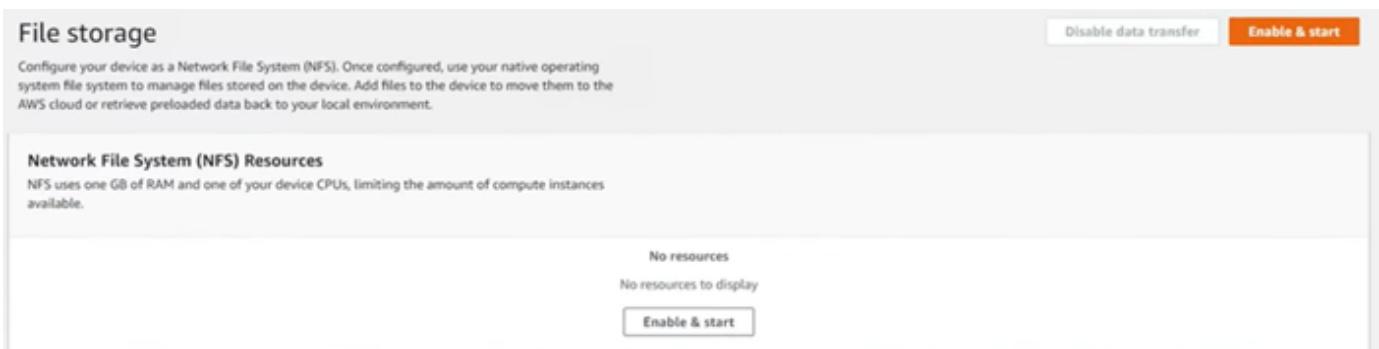 File storage
Disable data transfer
Enable & start
Configure your device as a Network File System (NFS). Once configured, use your native operating
system file system to manage files stored on the device. Add files to the device to move them to the
AWS cloud or retrieve preloaded data back to your local environment.
Network File System (NFS) Resources
NFS uses one GB of RAM and one of your device CPUs, limiting the amount of compute instances
available.
No resources
No resources to display
Enable & start